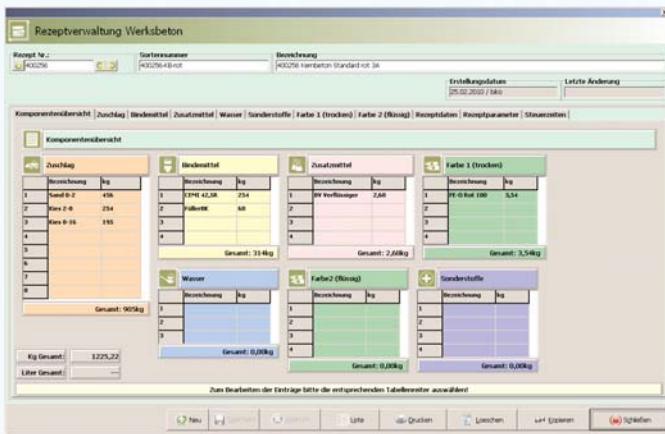 Rezeptverwaltung Werksbeton
Rezept Nr.: Sortennummer Bezeichnung
400256 400256-KB-rot 400256 Kernbeton Standard rot 3A
Erstellungsdatum Letzte Änderung
25.02.2010 / bko
Komponentenübersicht Zuschlag Bindemittel Zusatzmittel Wasser Sonderstoffe Farbe 1 (trocken) Farbe 2 (flüssig) Rezeptdaten Rezeptparameter Steuerzeiten
Komponentenübersicht
Zuschlag Bindemittel Zusatzmittel Farbe 1 (trocken)
Bezeichnung kg Bezeichnung kg Bezeichnung kg Bezeichnung kg
1 Sand 0-2 456 1 CEMI 42,5R 254 1 BV Verflüssiger 2,68 1 FE-O Rot 100 3,54
2 Kies 2-8 254 2 FüllerBK 60 2 2
3 Kies 8-16 195 3 3 3
4 4 4 4
5 Gesamt: 314kg Gesamt: 2,68kg Gesamt: 3,54kg
6 Wasser Farbe2 (flüssig) Sonderstoffe
7 Bezeichnung kg Bezeichnung kg Bezeichnung kg
8 1 1 1
Gesamt: 905kg 2 2 2
3 3 3
Gesamt: 0,00kg 4 4
Gesamt: 0,00kg Gesamt: 0,00kg
Kg Gesamt: 1225,22
Liter Gesamt: ---
Zum Bearbeiten der Einträge bitte die entsprechenden Tabellenreiter auswählen!
Neu Liste Drucken Loeschen Kopieren Schließen